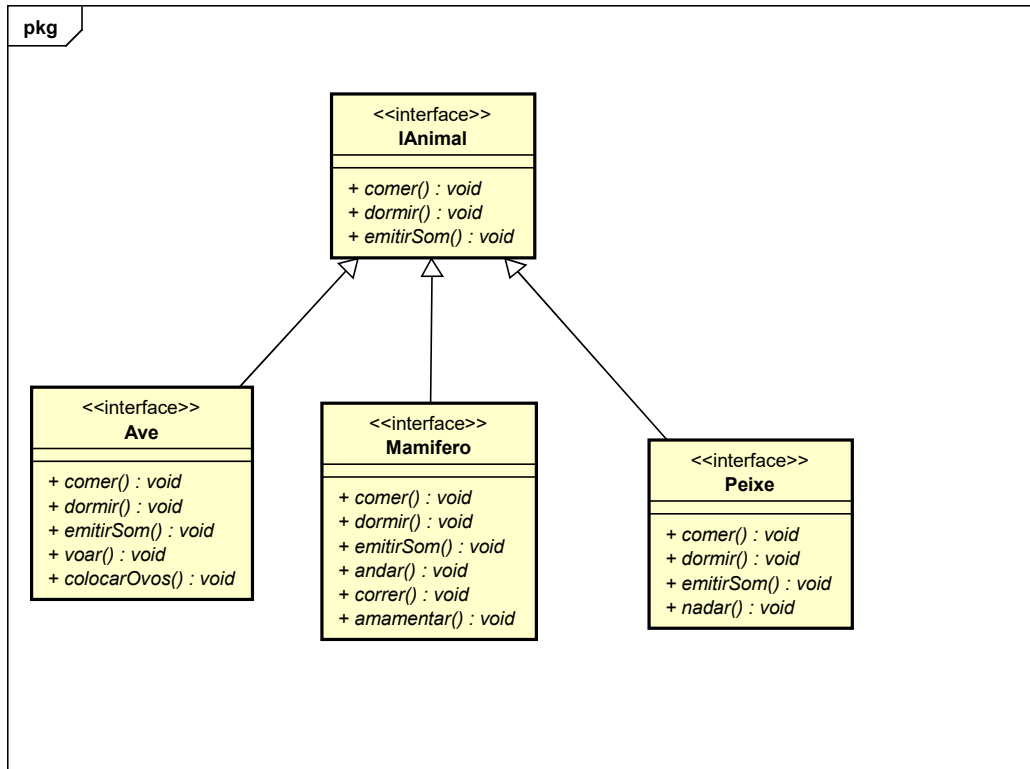 pkg
<<interface>>
IAnimal
+ comer() : void
+ dormir() : void
+ emitirSom() : void
<<interface>>
Ave
+ comer() : void
+ dormir() : void
+ emitirSom() : void
+ voar() : void
+ colocarOvos() : void
<<interface>>
Mamifero
+ comer() : void
+ dormir() : void
+ emitirSom() : void
+ andar() : void
+ correr() : void
+ amamentar() : void
<<interface>>
Peixe
+ comer() : void
+ dormir() : void
+ emitirSom() : void
+ nadar() : void